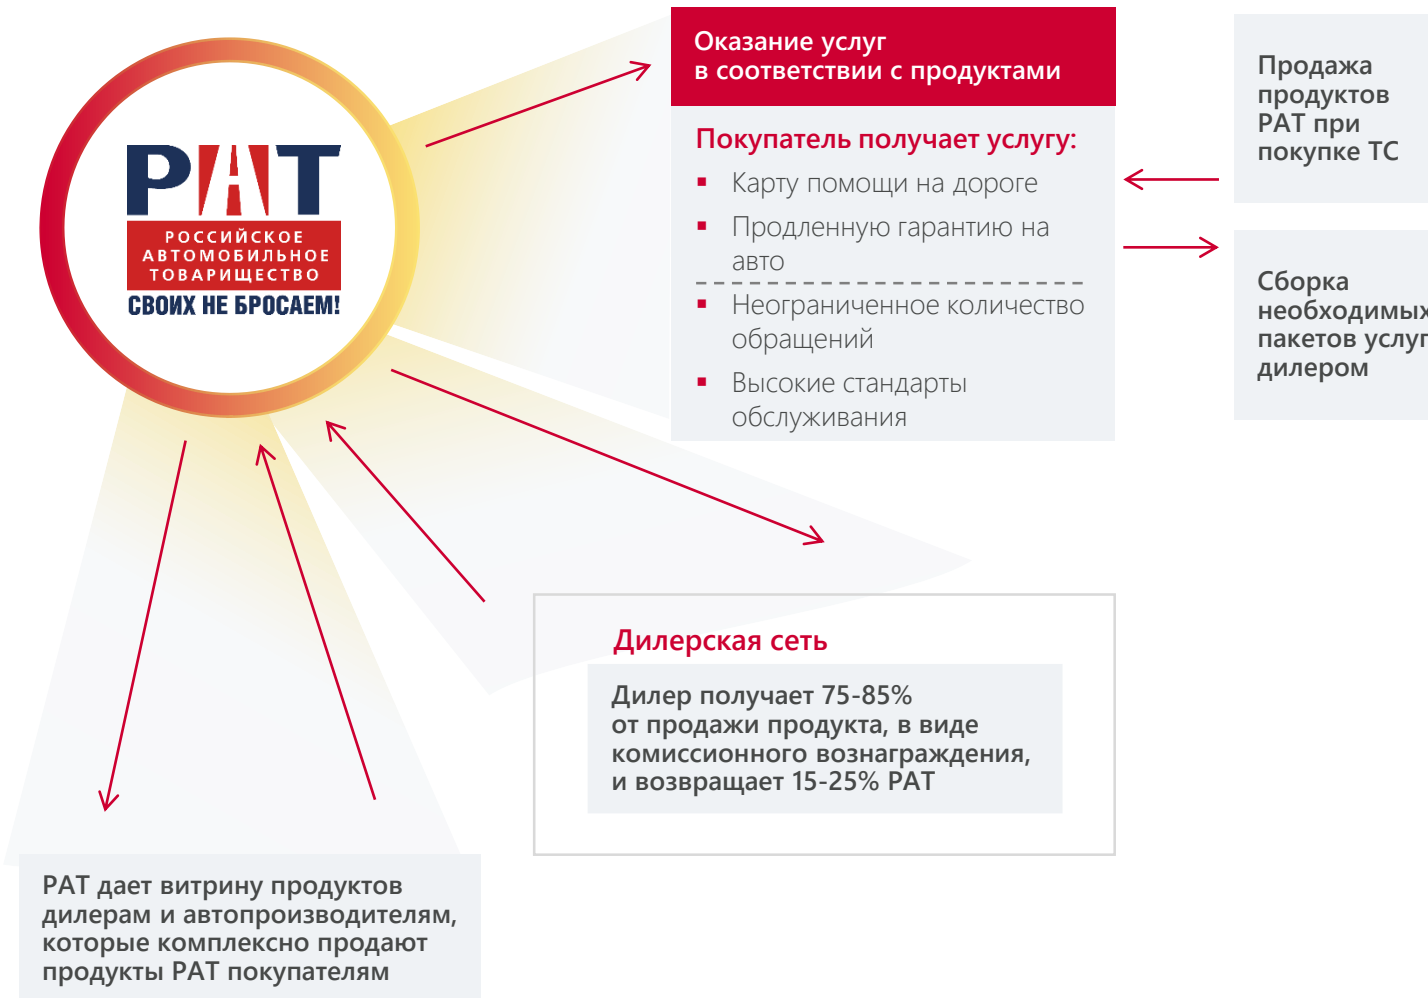 РАТ
РОССИЙСКОЕ
АВТОМОБИЛЬНОЕ
ТОВАРИЩЕСТВО
СВОИХ НЕ БРОСАЕМ!
Оказание услуг
в соответствии с продуктами
Покупатель получает услугу:
▪ Карту помощи на дороге
▪ Продленную гарантию на
авто
▪ Неограниченное количество
обращений
▪ Высокие стандарты
обслуживания
Продажа
продуктов
РАТ при
покупке ТС
Сборка
необходимых
пакетов услуг
дилером
Дилерская сеть
Дилер получает 75-85%
от продажи продукта, в виде
комиссионного вознаграждения,
и возвращает 15-25% РАТ
РАТ дает витрину продуктов
дилерам и автопроизводителям,
которые комплексно продают
продукты РАТ покупателям